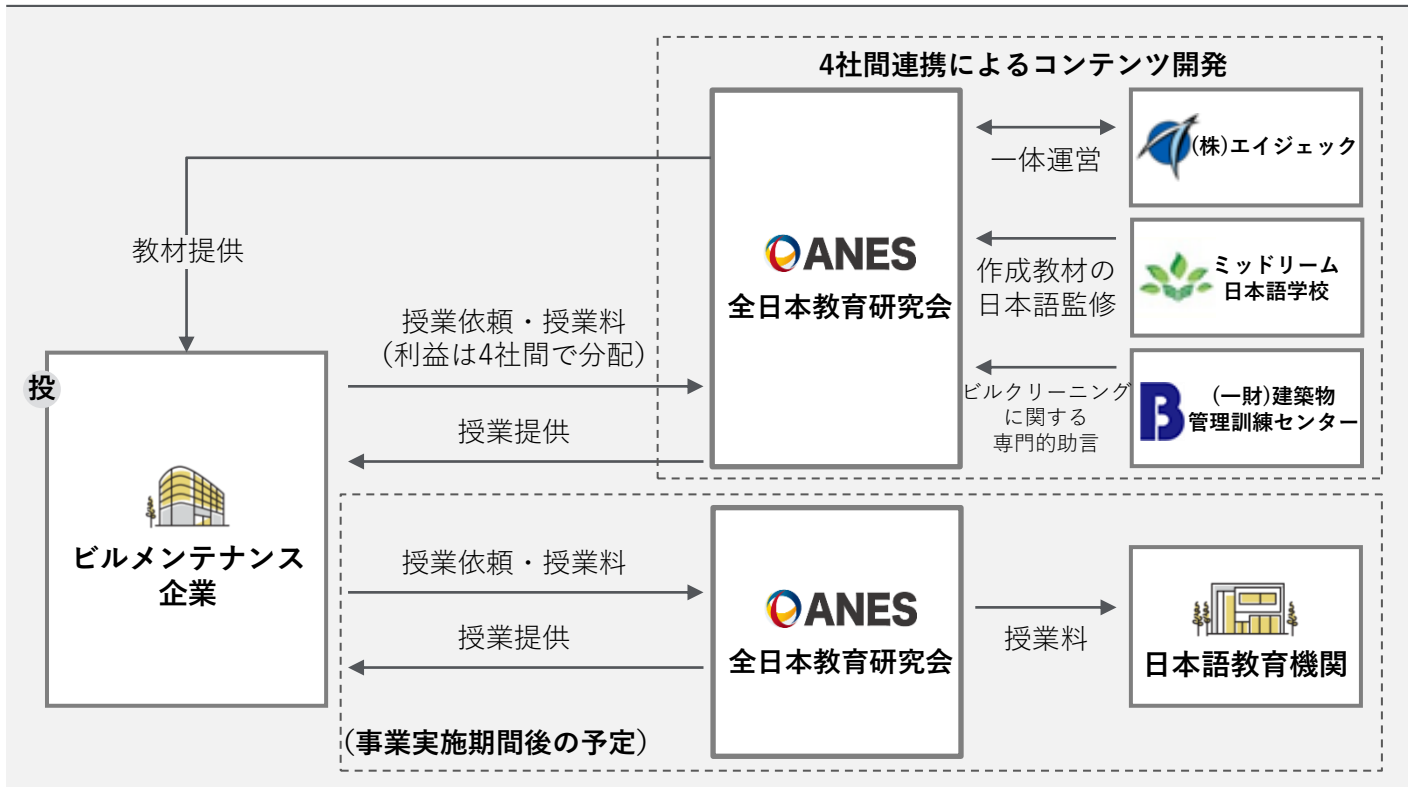 4社間連携によるコンテンツ開発
ANES
全日本教育研究会
一体運営
(株)エイジェック
作成教材の
日本語監修
ミッドリーム
日本語学校
ビルクリーニング
に関する
専門的助言
(一財)建築物
管理訓練センター
教材提供
授業依頼・授業料
(利益は4社間で分配)
授業提供
投
ビルメンテナンス
企業
授業依頼・授業料
授業提供
(事業実施期間後の予定)
ANES
全日本教育研究会
授業料
日本語教育機関